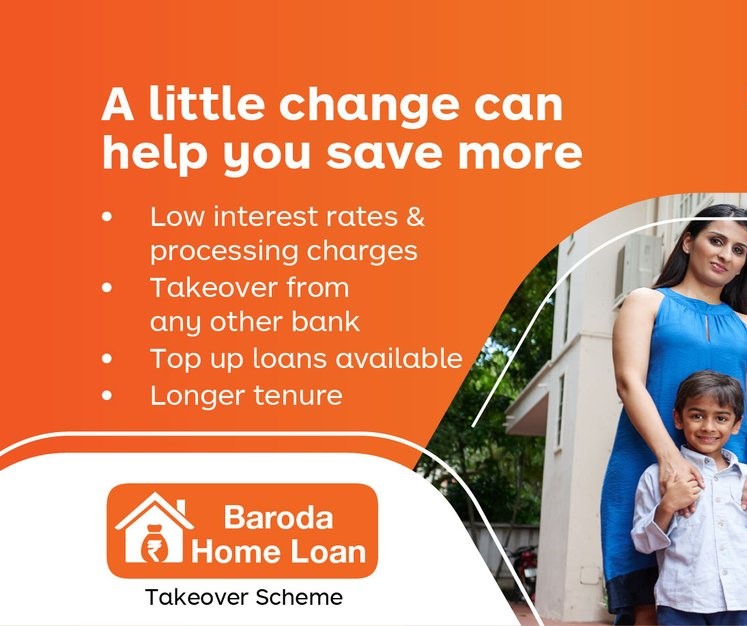 A little change can
help you save more
• Low interest rates &
processing charges
• Takeover from
any other bank
• Top up loans available
• Longer tenure
₹
Baroda
Home Loan
Takeover Scheme